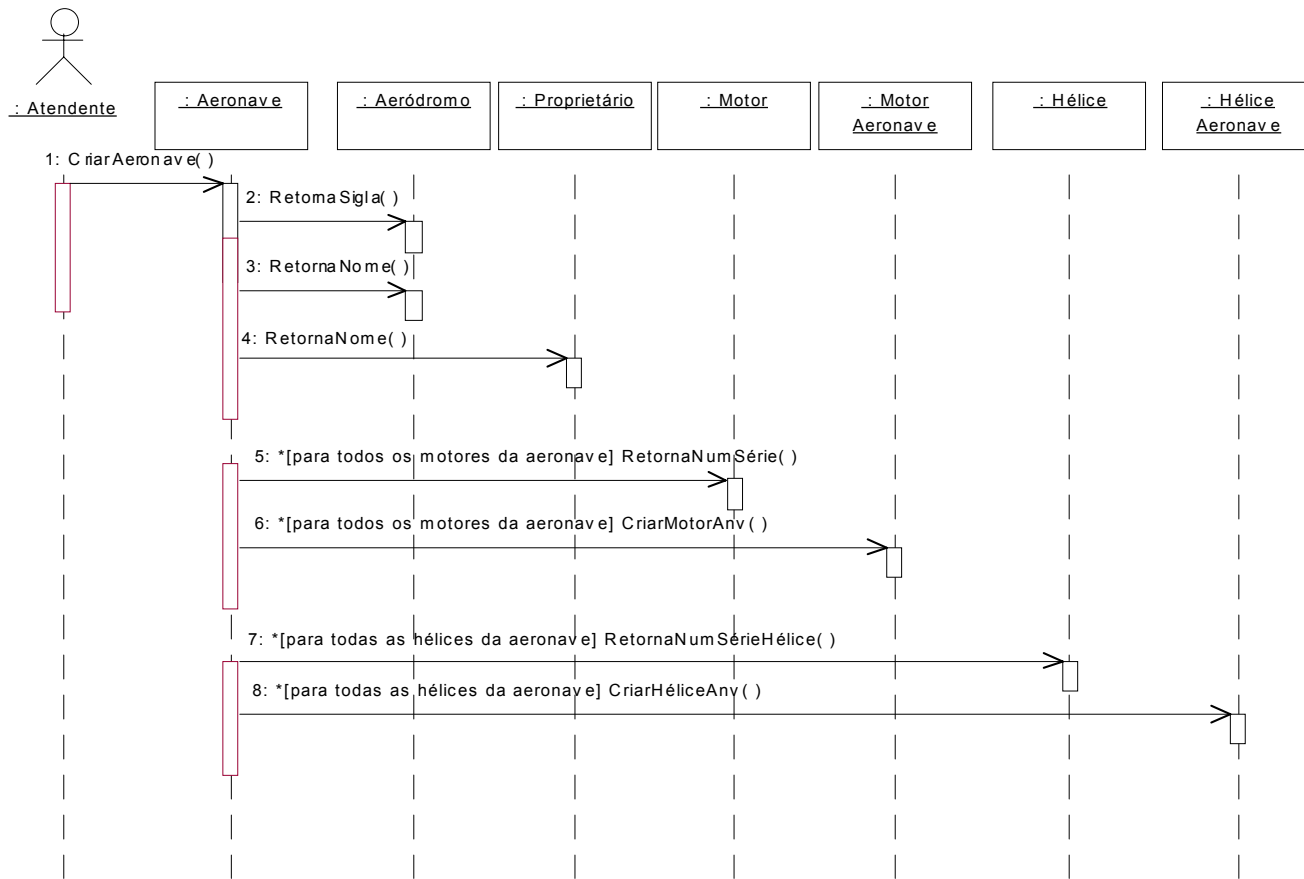 : Atendente
: Aeronave
: Aeródromo
: Proprietário
: Motor
: Motor
Aeronave
: Hélice
: Hélice
Aeronave
1: CriarAeronave( )
2: RetornaSigla( )
3: RetornaNome( )
4: RetornaNome( )
5: *[para todos os motores da aeronave] RetornaNumSérie( )
6: *[para todos os motores da aeronave] CriarMotorAnv( )
7: *[para todas as hélices da aeronave] RetornaNumSérieHélice( )
8: *[para todas as hélices da aeronave] CriarHéliceAnv( )